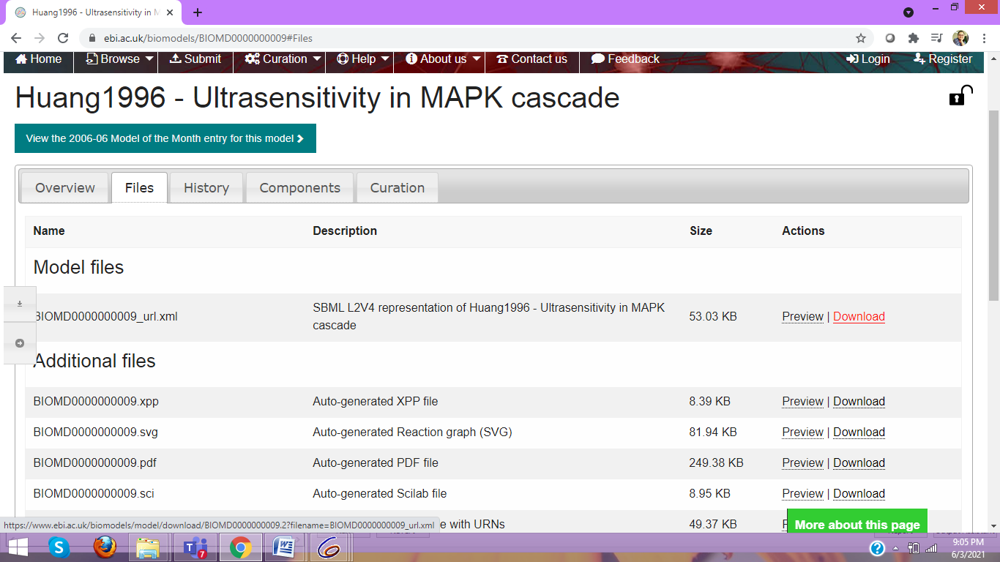 Huang1996 - Ultrasensitivity in M
ebi.ac.uk/biomodels/BIOMD0000000009#Files
Home Browse Submit Curation Help About us Contact us Feedback Login Register
Huang1996 - Ultrasensitivity in MAPK cascade
View the 2006-06 Model of the Month entry for this model
Overview Files History Components Curation
Name Description Size Actions
Model files
BIOMD0000000009_url.xml SBML L2V4 representation of Huang1996 - Ultrasensitivity in MAPK cascade 53.03 KB Preview | Download
Additional files
BIOMD0000000009.xpp Auto-generated XPP file 8.39 KB Preview | Download
BIOMD0000000009.svg Auto-generated Reaction graph (SVG) 81.94 KB Preview | Download
BIOMD0000000009.pdf Auto-generated PDF file 249.38 KB Preview | Download
BIOMD0000000009.sci Auto-generated Scilab file 8.95 KB Preview | Download
e with URNs 49.37 KB
More about this page
https://www.ebi.ac.uk/biomodels/model/download/BIOMD0000000009.2?filename=BIOMD0000000009_url.xml
7
9:05 PM
6/3/2021